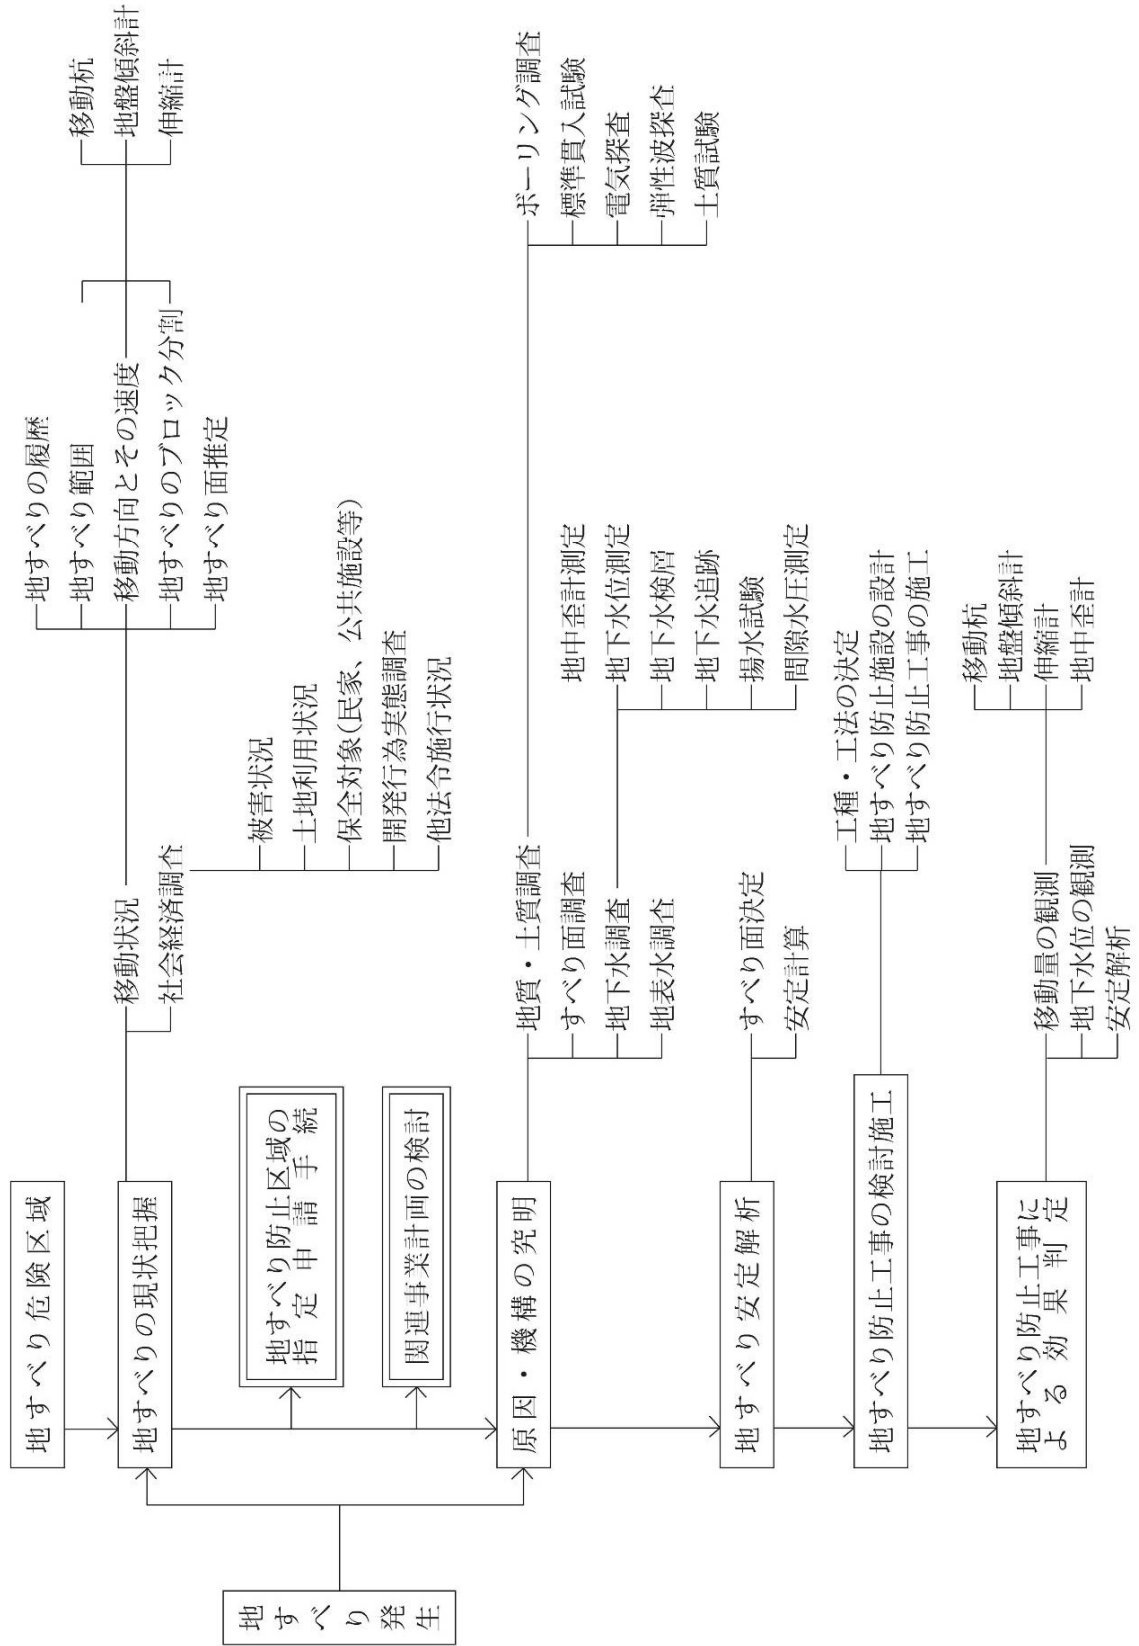 地すべり発生
地すべり危険区域
地すべりの現状把握
移動状況
社会経済調査
地すべりの履歴
地すべり範囲
移動方向とその速度
地すべりのブロック分割
地すべり面推定
移動杭
地盤傾斜計
伸縮計
被害状況
土地利用状況
保全対象(民家、公共施設等)
開発行為実態調査
他法令施行状況
地すべり防止区域の
指定申請手続
関連事業計画の検討
原因・機構の究明
地質・土質調査
すべり面調査
地下水調査
地表水調査
ボーリング調査
標準貫入試験
電気探査
弾性波探査
土質試験
地中歪計測定
地下水位測定
地下水検層
地下水追跡
揚水試験
間隙水圧測定
地すべり安定解析
すべり面決定
安定計算
地すべり防止工事の検討施工
工種・工法の決定
地すべり防止施設の設計
地すべり防止工事の施工
地すべり防止工事に
よる効果判定
移動量の観測
地下水位の観測
安定解析
移動杭
地盤傾斜計
伸縮計
地中歪計